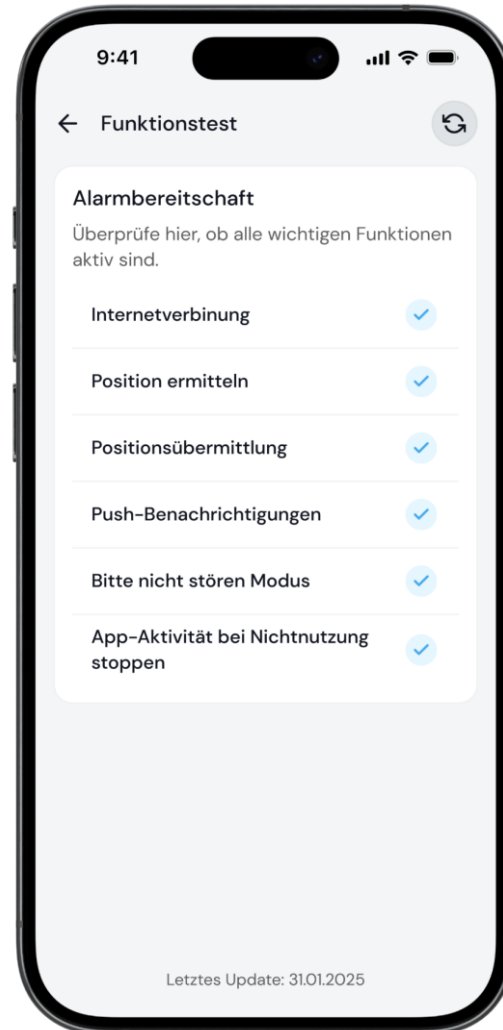 9:41
Funktionstest
Alarmbereitschaft
Überprüfe hier, ob alle wichtigen Funktionen
aktiv sind.
Internetverbinung
Position ermitteln
Positionsübermittlung
Push-Benachrichtigungen
Bitte nicht stören Modus
App-Aktivität bei Nichtnutzung
stoppen
Letztes Update: 31.01.2025